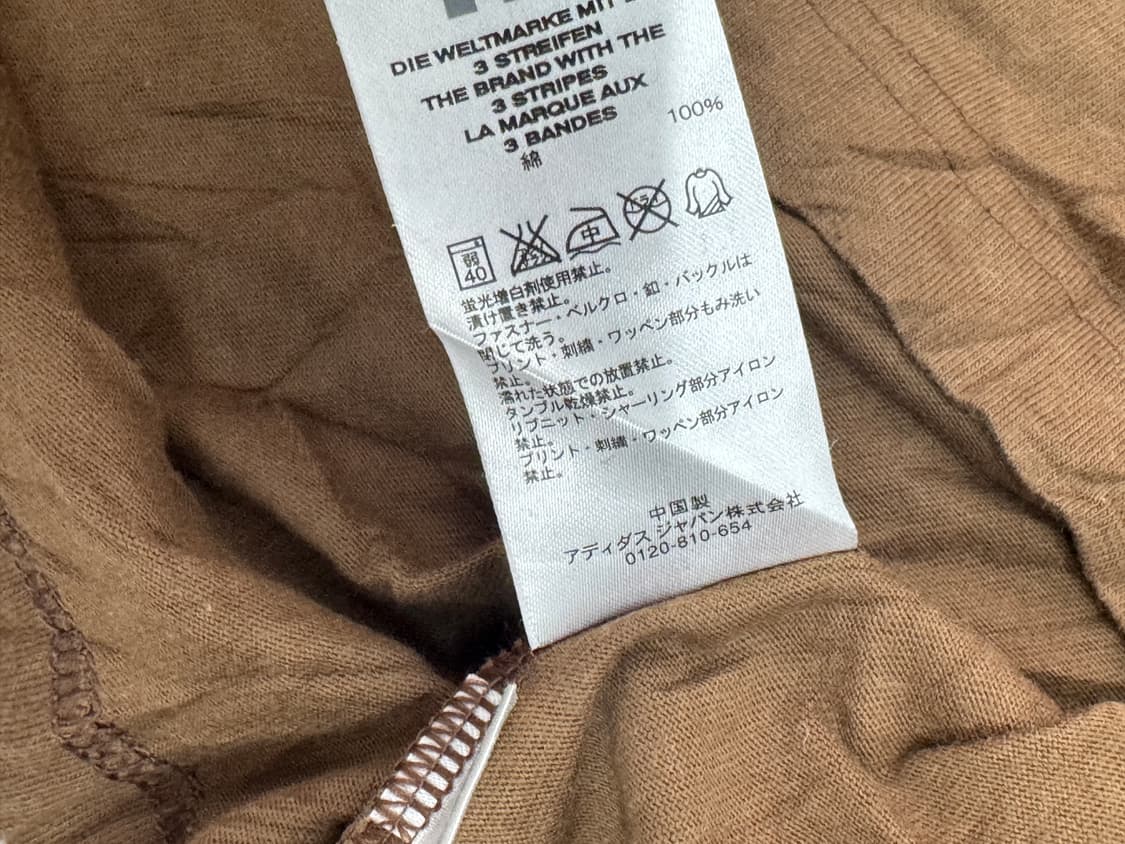 DIE WELTMARKE MIT
3 STREIFEN
THE BRAND WITH THE
3 STRIPES
LA MARQUE AUX
3 BANDES
綿 100%
弱
40
中
蛍光増白剤使用禁止。
漬け置き禁止。
ファスナー・ベルクロ・釦・バックルは
閉じて洗う。
プリント・刺繍・ワッペン部分もみ洗い
禁止。
濡れた状態での放置禁止。
タンブル乾燥禁止。
リブニット・シャーリング部分アイロン
禁止。
プリント・刺繍・ワッペン部分アイロン
禁止。
中国製
アディダス ジャパン株式会社
0120-810-654